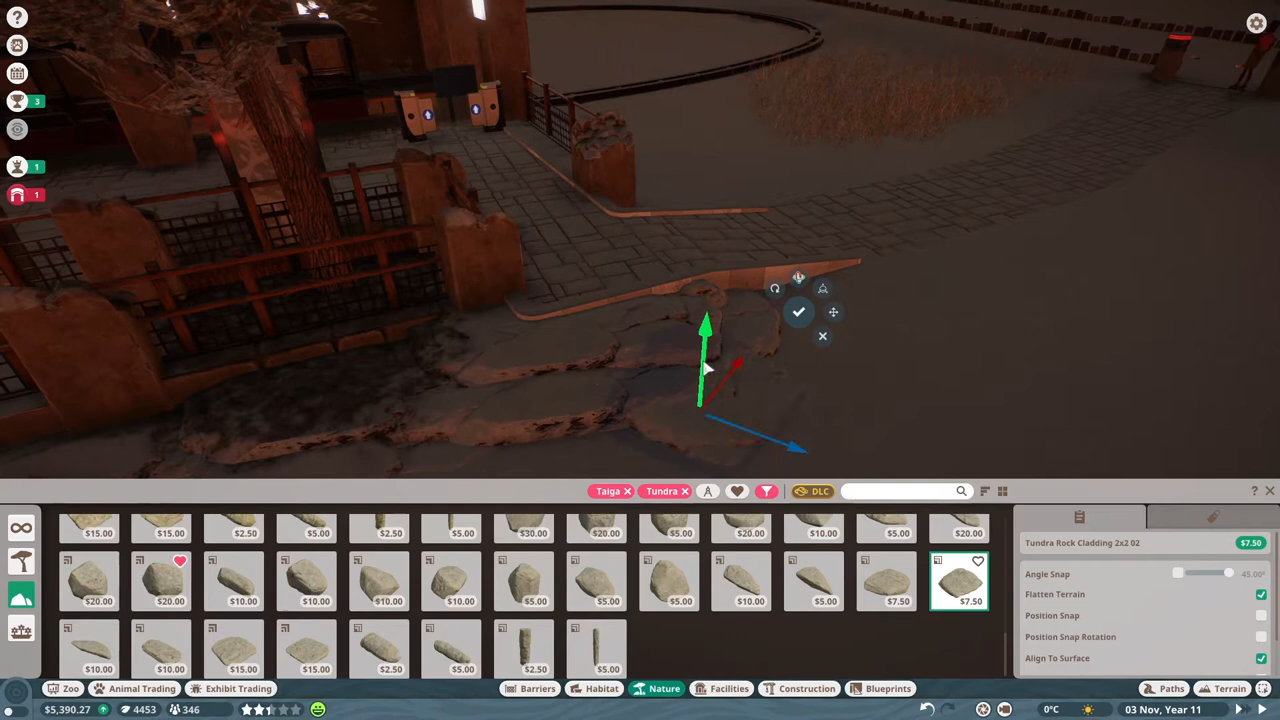 ?
3
1
1
Taiga ×
Tundra ×
DLC
? ×
$15.00
$15.00
$2.50
$5.00
$2.50
$5.00
$30.00
$20.00
$5.00
$20.00
$10.00
$5.00
$20.00
Tundra Rock Cladding 2x2 02
$7.50
$20.00
$20.00
$10.00
$10.00
$10.00
$10.00
$5.00
$5.00
$5.00
$10.00
$5.00
$7.50
$7.50
Angle Snap
45.00°
Flatten Terrain
Position Snap
Position Snap Rotation
Align To Surface
$10.00
$10.00
$15.00
$15.00
$2.50
$5.00
$2.50
$5.00
Zoo
Animal Trading
Exhibit Trading
Barriers
Habitat
Nature
Facilities
Construction
Blueprints
Paths
Terrain
$5,390.27
4453
346
0°C
03 Nov, Year 11